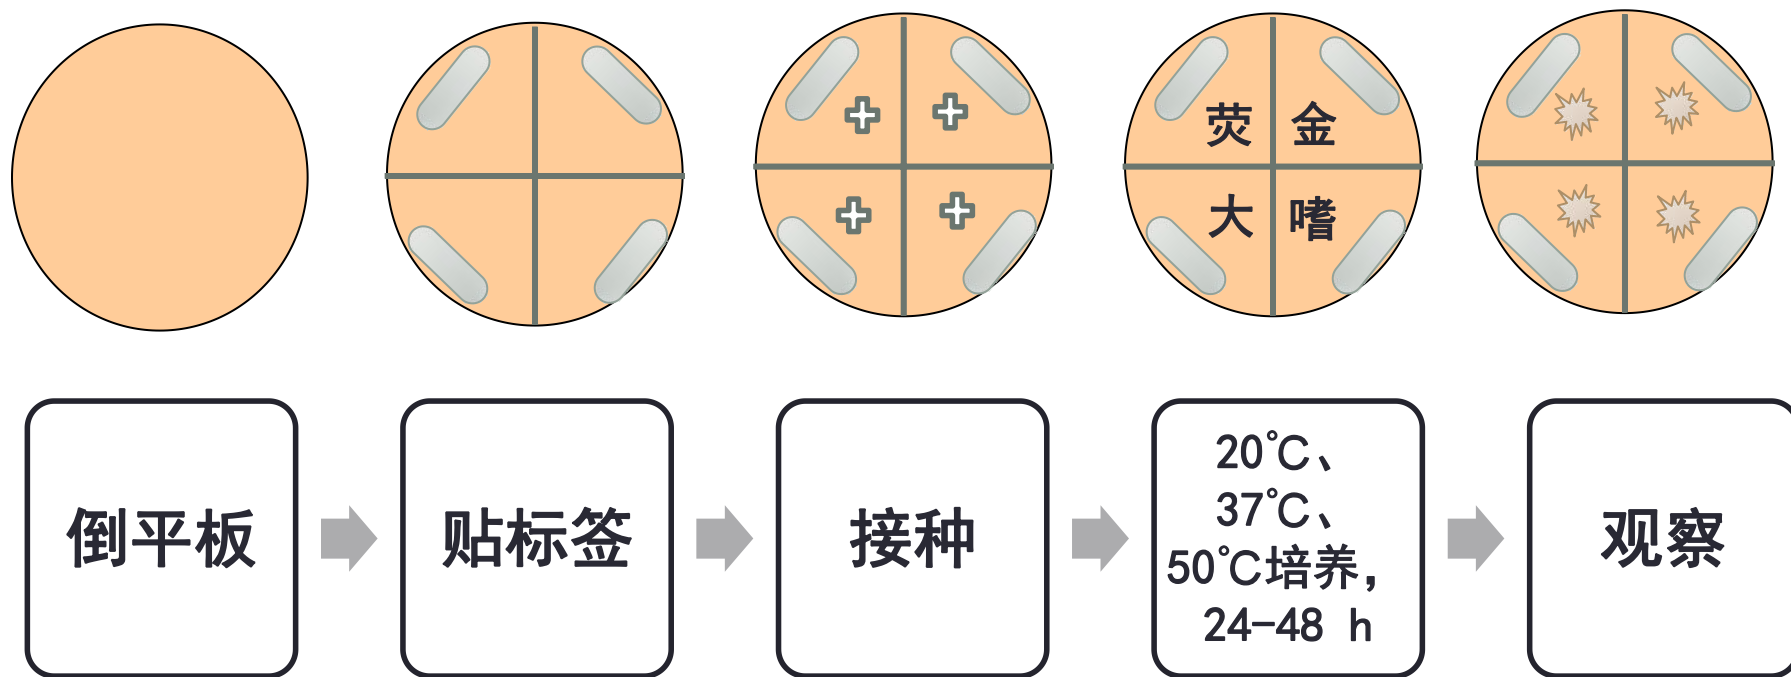 荧 金
大 嗜
倒平板
贴标签
接种
20℃、
37℃、
50℃培养，
24-48 h
观察